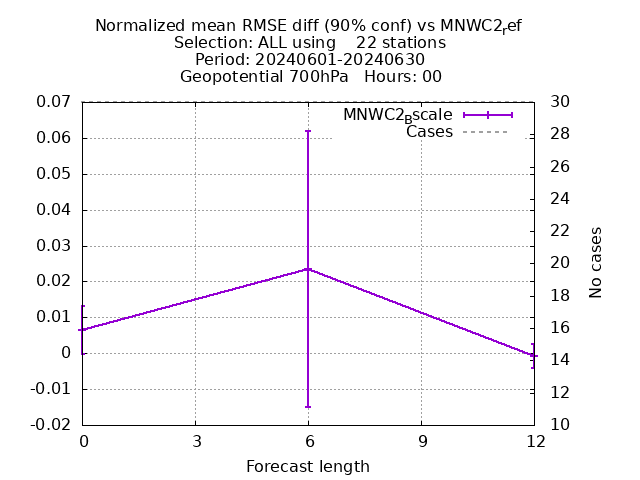 Normalized mean RMSE diff (90% conf) vs MNWC2ref
Selection: ALL using    22 stations
Period: 20240601-20240630
Geopotential 700hPa   Hours: 00
MNWC2Bscale
Cases
0.07
0.06
0.05
0.04
0.03
0.02
0.01
0
-0.01
-0.02
30
28
26
24
22
20
18
16
14
12
10
No cases
0 3 6 9 12
Forecast length